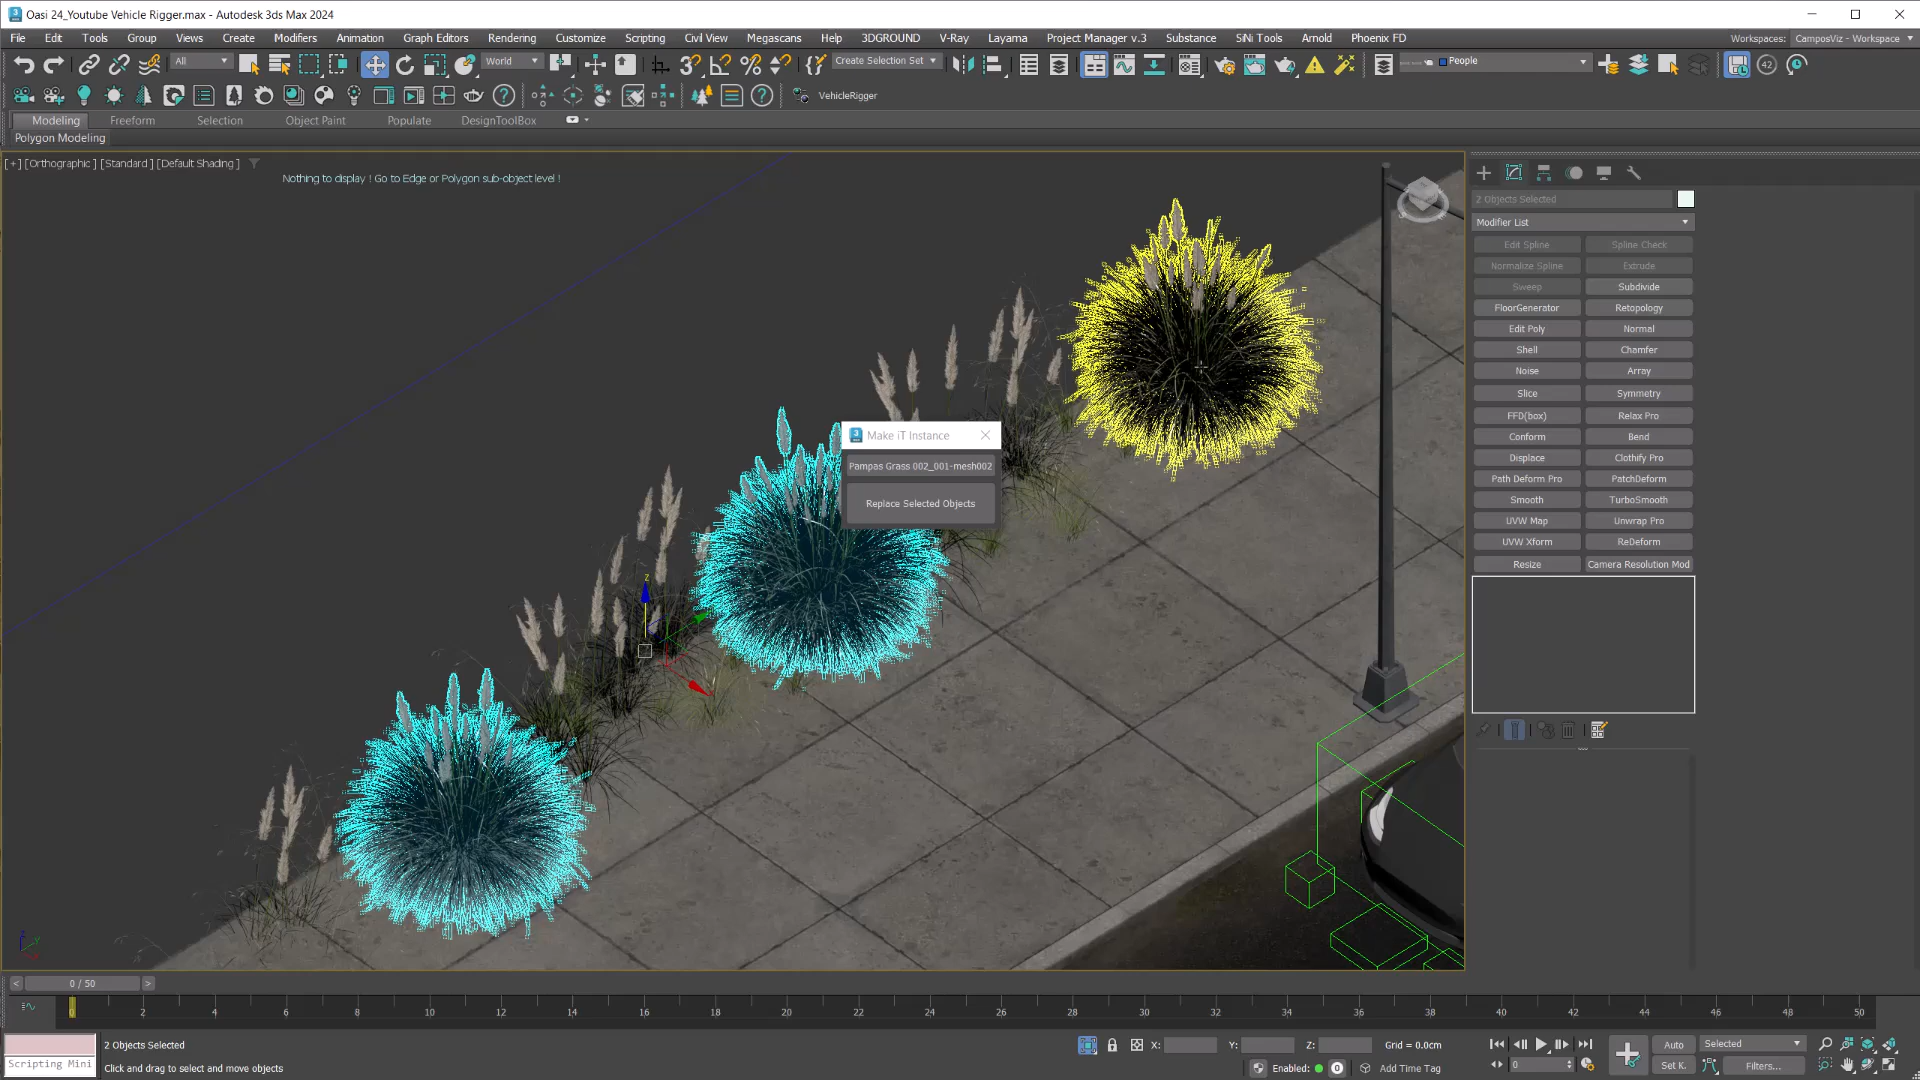 Oasi 24_Youtube Vehicle Rigger.max - Autodesk 3ds Max 2024
File Edit Tools Group Views Create Modifiers Animation Graph Editors Rendering Customize Scripting Civil View Megascans Help 3DGROUND V-Ray Layama Project Manager v.3 Substance SiNi Tools Arnold Phoenix FD Workspaces: CamposViz - Workspace
All World Create Selection Set People
VehicleRigger
Modeling Freeform Selection Object Paint Populate DesignToolBox
Polygon Modeling
[+] [Orthographic ] [Standard ] [Default Shading ]
Nothing to display ! Go to Edge or Polygon sub-object level !
2 Objects Selected
Modifier List
Edit Spline Spline Check
Normalize Spline Extrude
Sweep Subdivide
FloorGenerator Retopology
Edit Poly Normal
Shell Chamfer
Noise Array
Slice Symmetry
FFD(box) Relax Pro
Conform Bend
Displace Clothify Pro
Path Deform Pro PatchDeform
Smooth TurboSmooth
UVW Map Unwrap Pro
UVW Xform ReDeform
Resize Camera Resolution Mod
Make iT Instance
Pampas Grass 002_001-mesh002
Replace Selected Objects
z
< 0 / 50 >
0 2 4 6 8 10 12 14 16 18 20 22 24 26 28 30 32 34 36 38 40 42 44 46 48 50
2 Objects Selected X: Y: Z: Grid = 0.0cm Auto Selected
Scripting Mini Click and drag to select and move objects Enabled: 0 Add Time Tag 0 Set K. Filters...